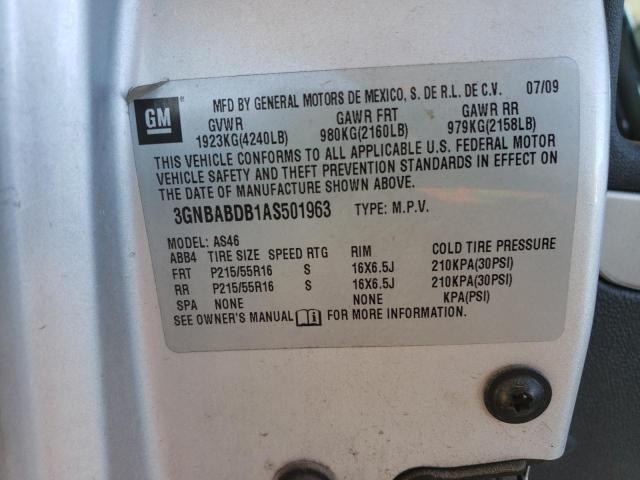 GM
MFD BY GENERAL MOTORS DE MEXICO, S. DE R.L. DE C.V. 07/09
GVWR GAWR FRT GAWR RR
1923KG(4240LB) 980KG(2160LB) 979KG(2158LB)
THIS VEHICLE CONFORMS TO ALL APPLICABLE U.S. FEDERAL MOTOR
VEHICLE SAFETY AND THEFT PREVENTION STANDARDS IN EFFECT ON
THE DATE OF MANUFACTURE SHOWN ABOVE.
3GNBABDB1AS501963 TYPE: M.P.V.
MODEL: AS46
ABB4 TIRE SIZE SPEED RTG RIM COLD TIRE PRESSURE
FRT P215/55R16 S 16X6.5J 210KPA(30PSI)
RR P215/55R16 S 16X6.5J 210KPA(30PSI)
SPA NONE NONE KPA(PSI)
SEE OWNER'S MANUAL FOR MORE INFORMATION.